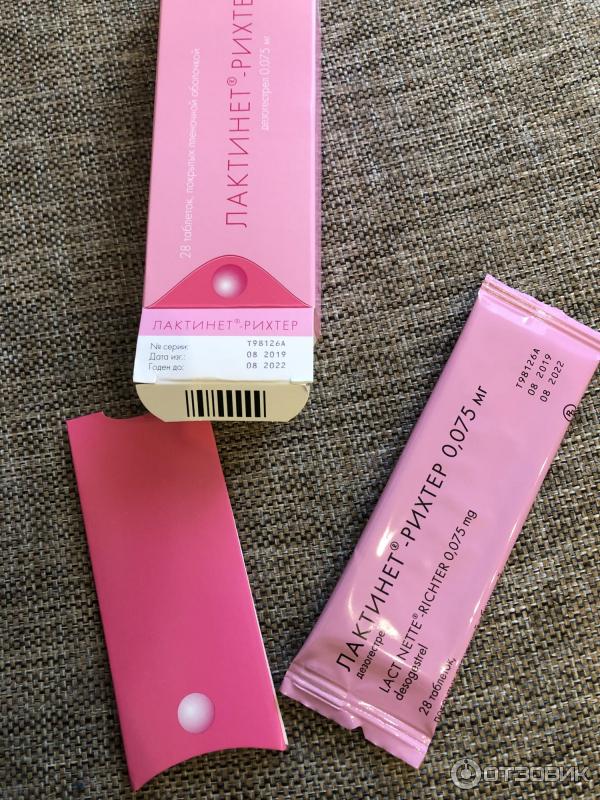 28 таблеток, покрытых пленочной оболочкой
ЛАКТИНЕТ®-РИХТЕ
дезогестрел 0.075 мг
ЛАКТИНЕТ®-РИХТЕР
№ серии: T98126A
Дата изг.: 08 2019
Годен до: 08 2022
T98126A
08 2019
08 2022
ЛАКТИНЕТ®-РИХТЕР 0,075 мг
дезогестре
LACTINETTE®-RICHTER 0,075 mg
desogestrel
28 таблеток,
ОТЗОВИК